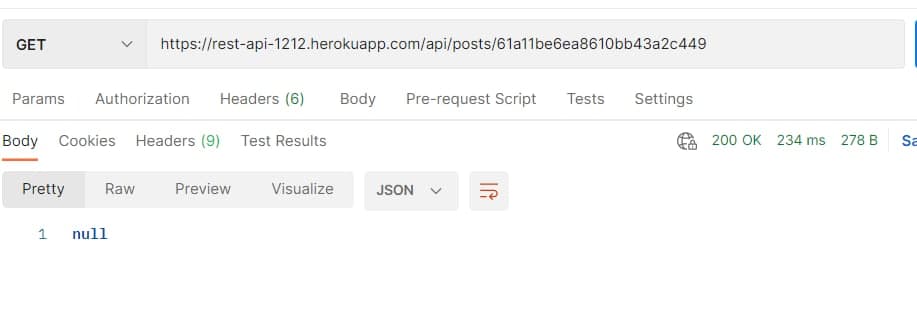 GET https://rest-api-1212.herokuapp.com/api/posts/61a11be6ea8610bb43a2c449
Params Authorization Headers (6) Body Pre-request Script Tests Settings
Body Cookies Headers (9) Test Results 200 OK 234 ms 278 B Sa
Pretty Raw Preview Visualize JSON
1 null